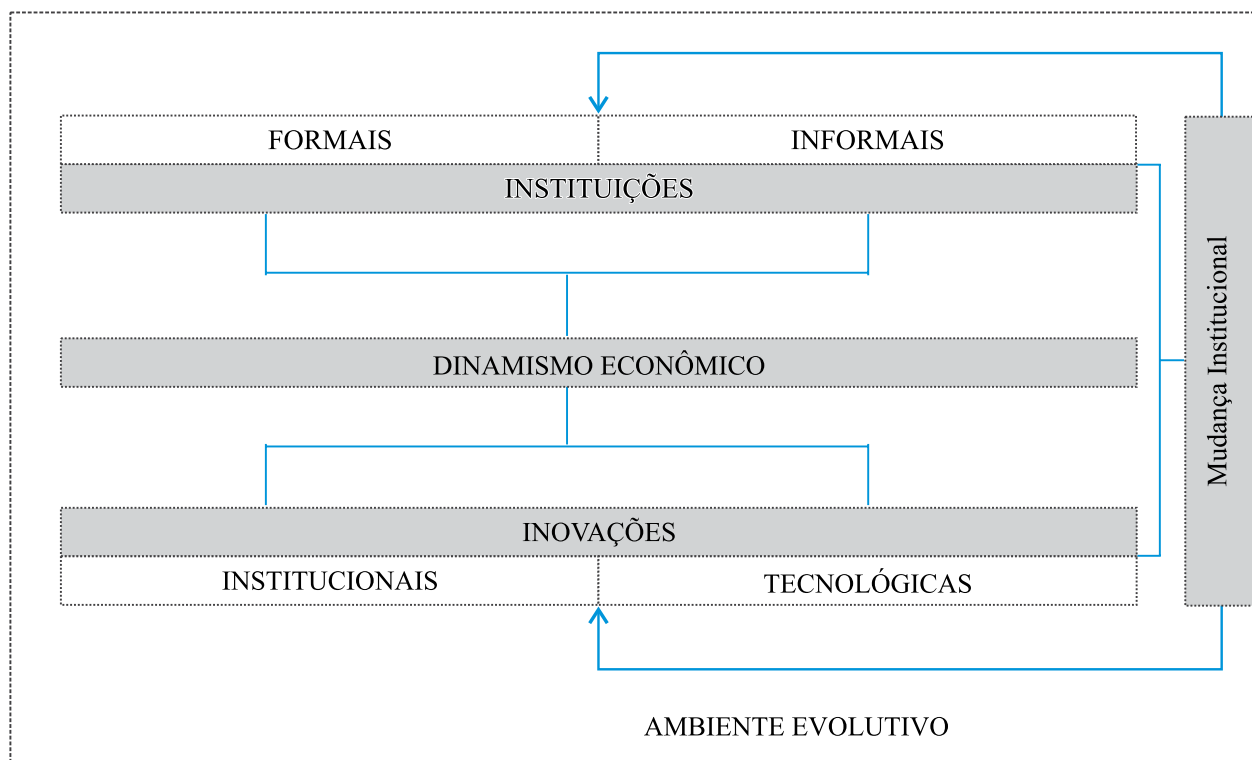 FORMAIS
INFORMAIS
INSTITUIÇÕES
DINAMISMO ECONÔMICO
INOVAÇÕES
INSTITUCIONAIS
TECNOLÓGICAS
Mudança Institucional
AMBIENTE EVOLUTIVO